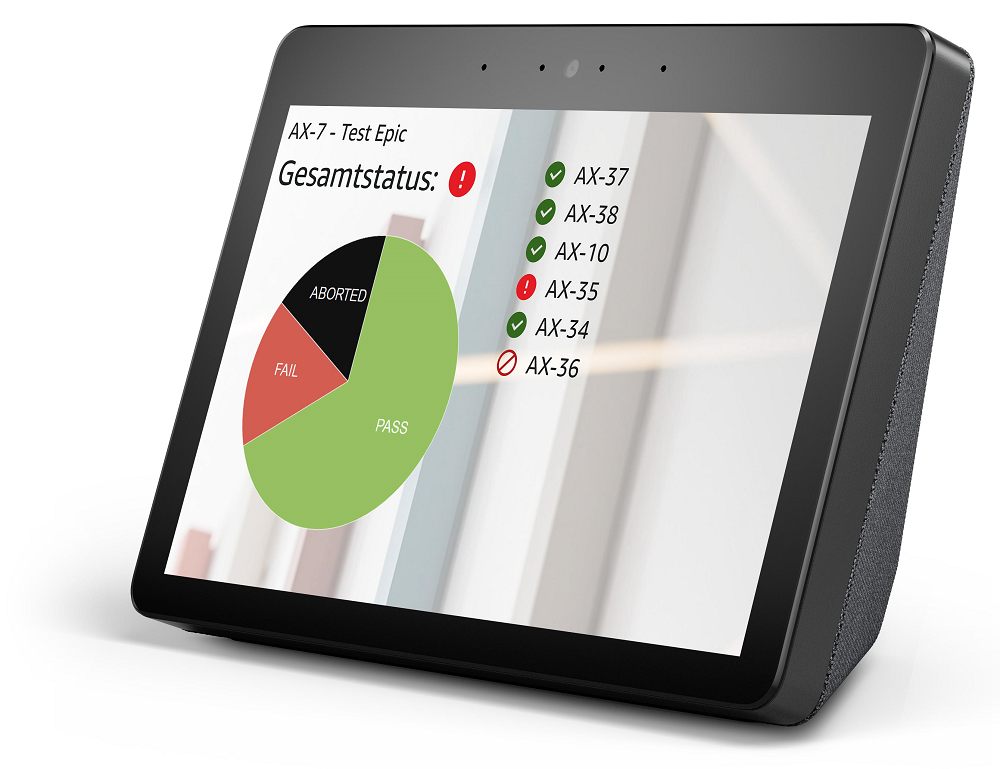 AX-7 - Test Epic
Gesamtstatus:
ABORTED
FAIL
PASS
AX-37
AX-38
AX-10
AX-35
AX-34
AX-36